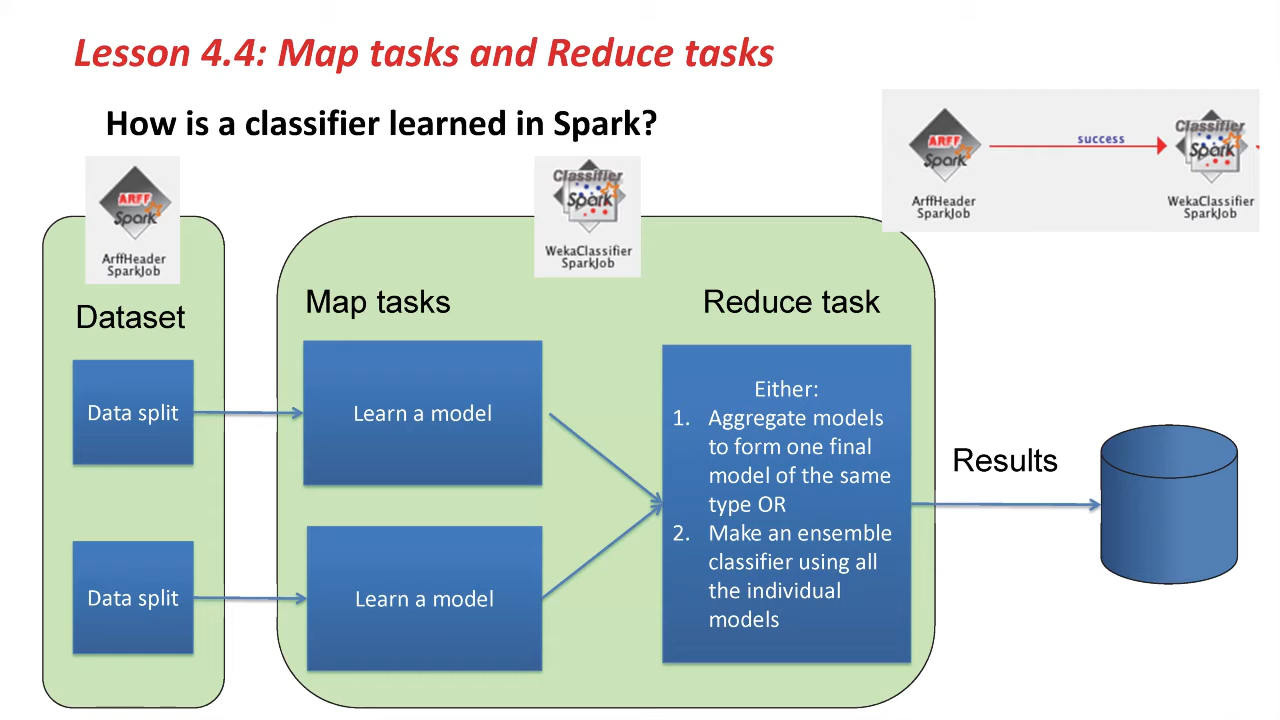 Lesson 4.4: Map tasks and Reduce tasks
How is a classifier learned in Spark?
ARFF
Spark
ArffHeader
SparkJob
success
Classifier
Spark
WekaClassifier
SparkJob
ARFF
Spark
ArffHeader
SparkJob
Classifier
Spark
WekaClassifier
SparkJob
Dataset
Map tasks
Reduce task
Data split
Learn a model
Data split
Learn a model
Either:
1. Aggregate models
to form one final
model of the same
type OR
2. Make an ensemble
classifier using all
the individual
models
Results